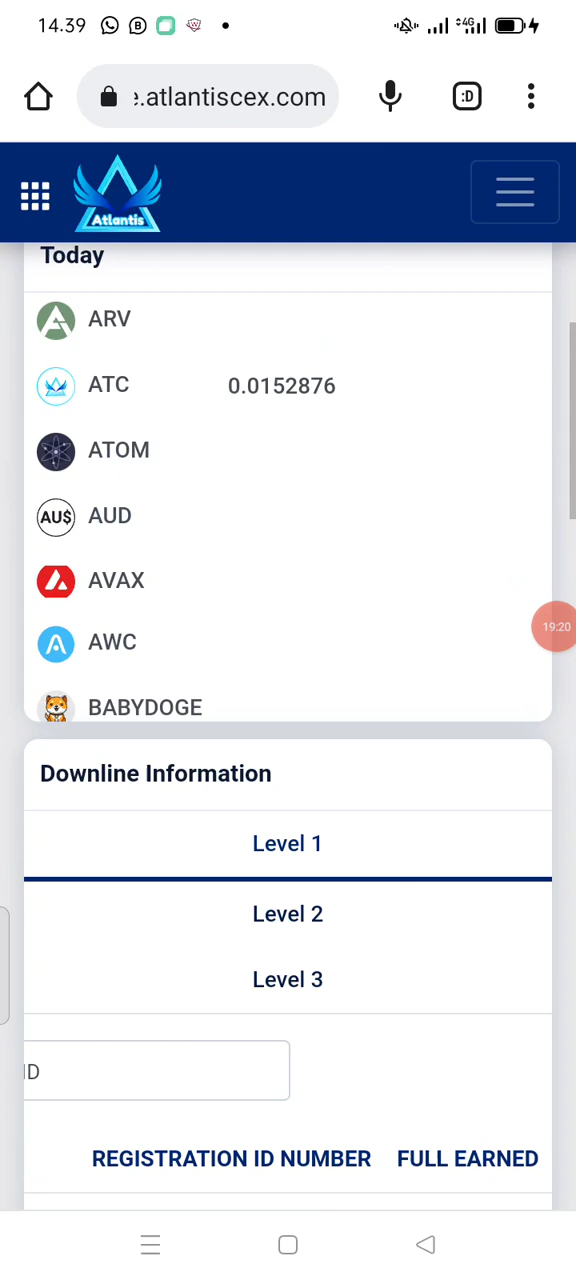 14.39
4G
:D
.atlantiscex.com
Atlantis
Today
ARV
ATC 0.0152876
ATOM
AU$ AUD
AVAX
AWC
19:20
BABYDOGE
Downline Information
Level 1
Level 2
Level 3
ID
REGISTRATION ID NUMBER FULL EARNED